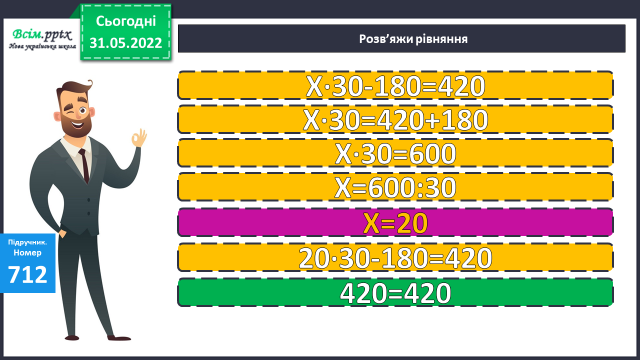 Всім.pptx
Нова українська школа
Сьогодні
31.05.2022
Розв’яжи рівняння
Х·30-180=420
Х·30=420+180
Х·30=600
Х=600:30
Х=20
20·30-180=420
420=420
Підручник.
Номер
712